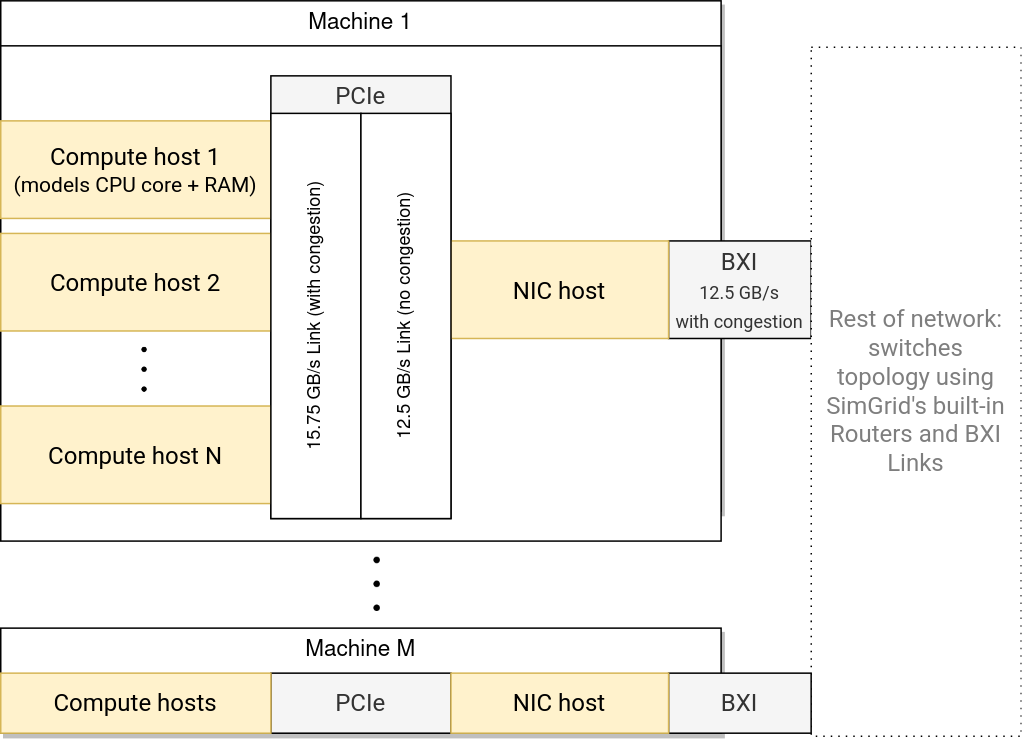 Machine 1
PCIe
Compute host 1
(models CPU core + RAM)
Compute host 2
Compute host N
15.75 GB/s Link (with congestion)
12.5 GB/s Link (no congestion)
NIC host
BXI
12.5 GB/s
with congestion
Rest of network:
switches
topology using
SimGrid's built-in
Routers and BXI
Links
Machine M
Compute hosts
PCIe
NIC host
BXI